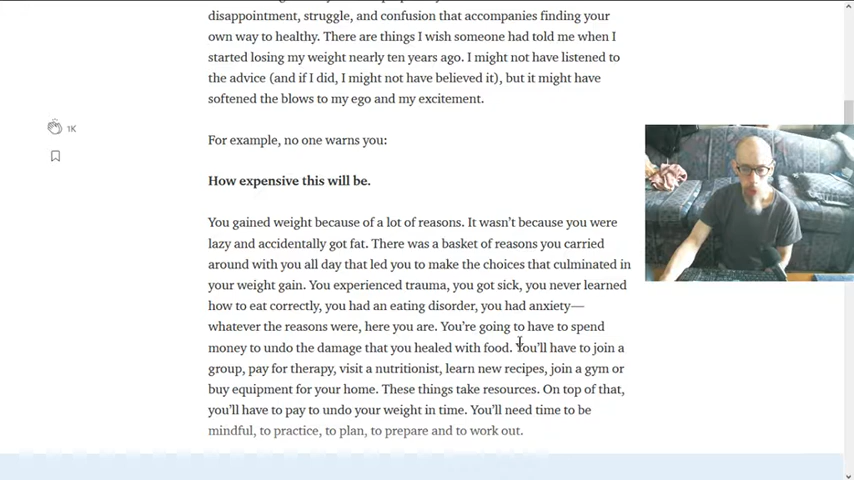 disappointment, struggle, and confusion that accompanies finding your
own way to healthy. There are things I wish someone had told me when I
started losing my weight nearly ten years ago. I might not have listened to
the advice (and if I did, I might not have believed it), but it might have
softened the blows to my ego and my excitement.
1K
For example, no one warns you:
How expensive this will be.
You gained weight because of a lot of reasons. It wasn’t because you were
lazy and accidentally got fat. There was a basket of reasons you carried
around with you all day that led you to make the choices that culminated in
your weight gain. You experienced trauma, you got sick, you never learned
how to eat correctly, you had an eating disorder, you had anxiety—
whatever the reasons were, here you are. You’re going to have to spend
money to undo the damage that you healed with food. You’ll have to join a
group, pay for therapy, visit a nutritionist, learn new recipes, join a gym or
buy equipment for your home. These things take resources. On top of that,
you’ll have to pay to undo your weight in time. You’ll need time to be
mindful, to practice, to plan, to prepare and to work out.